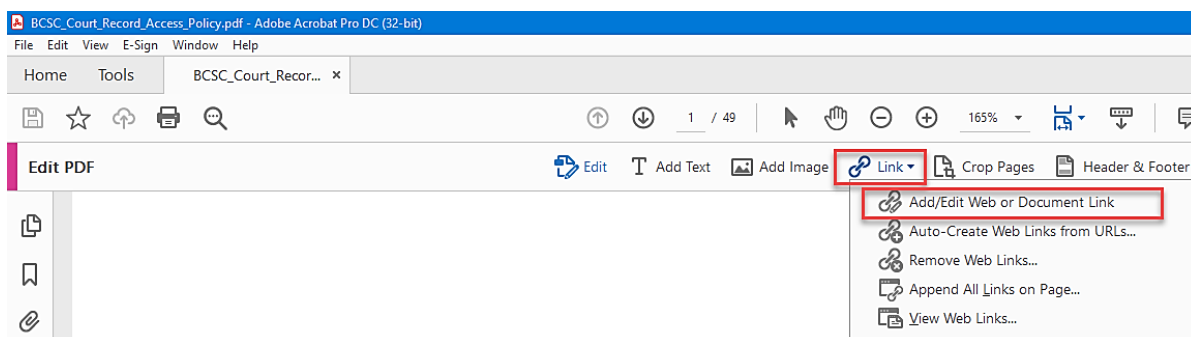 BCSC_Court_Record_Access_Policy.pdf - Adobe Acrobat Pro DC (32-bit)
File Edit View E-Sign Window Help
Home Tools BCSC_Court_Recor... ×
1 / 49 165%
Edit PDF Edit Add Text Add Image Link Crop Pages Header & Footer
Add/Edit Web or Document Link
Auto-Create Web Links from URLs...
Remove Web Links...
Append All Links on Page...
View Web Links...